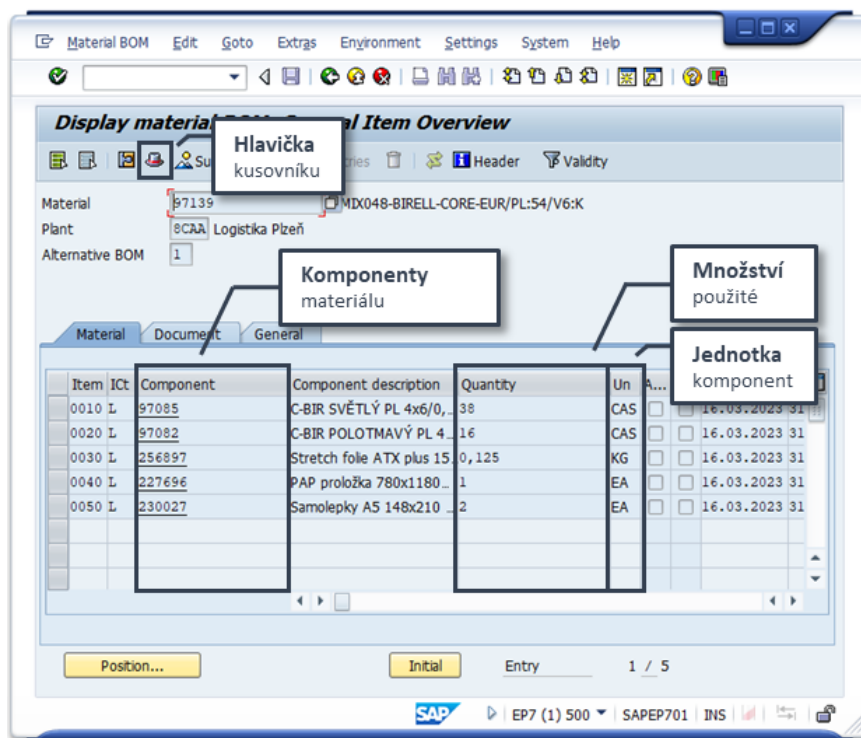 Material BOM Edit Goto Extras Environment Settings System Help
Display material General Item Overview
Hlavička
kusovníku
Su
Header Validity
Material 97139 MIX048-BIRELL-CORE-EUR/PL:54/V6:K
Plant 8CAA Logistika Plzeň
Alternative BOM 1
Komponenty
materiálu
Množství
použité
Jednotka
komponent
Material Document General
Item ICt Component Component description Quantity Un A...
0010 L 97085 C-BIR SVĚTLÝ PL 4x6/0,.. 38 CAS 16.03.2023 31
0020 L 97082 C-BIR POLOTMAVÝ PL 4.. 16 CAS 16.03.2023 31
0030 L 256897 Stretch folie ATX plus 15.. 0,125 KG 16.03.2023 31
0040 L 227696 PAP proložka 780x1180.. 1 EA 16.03.2023 31
0050 L 230027 Samolepky A5 148x210 .. 2 EA 16.03.2023 31
Position... Initial Entry 1 / 5
SAP EP7 (1) 500 SAPEP701 INS